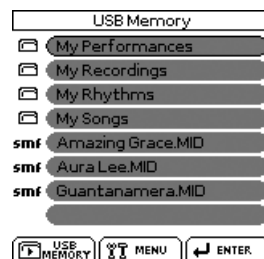 USB Memory
My Performances
My Recordings
My Rhythms
My Songs
smf Amazing Grace.MID
smf Aura Lee.MID
smf Guantanamera.MID
USB MEMORY MENU ENTER